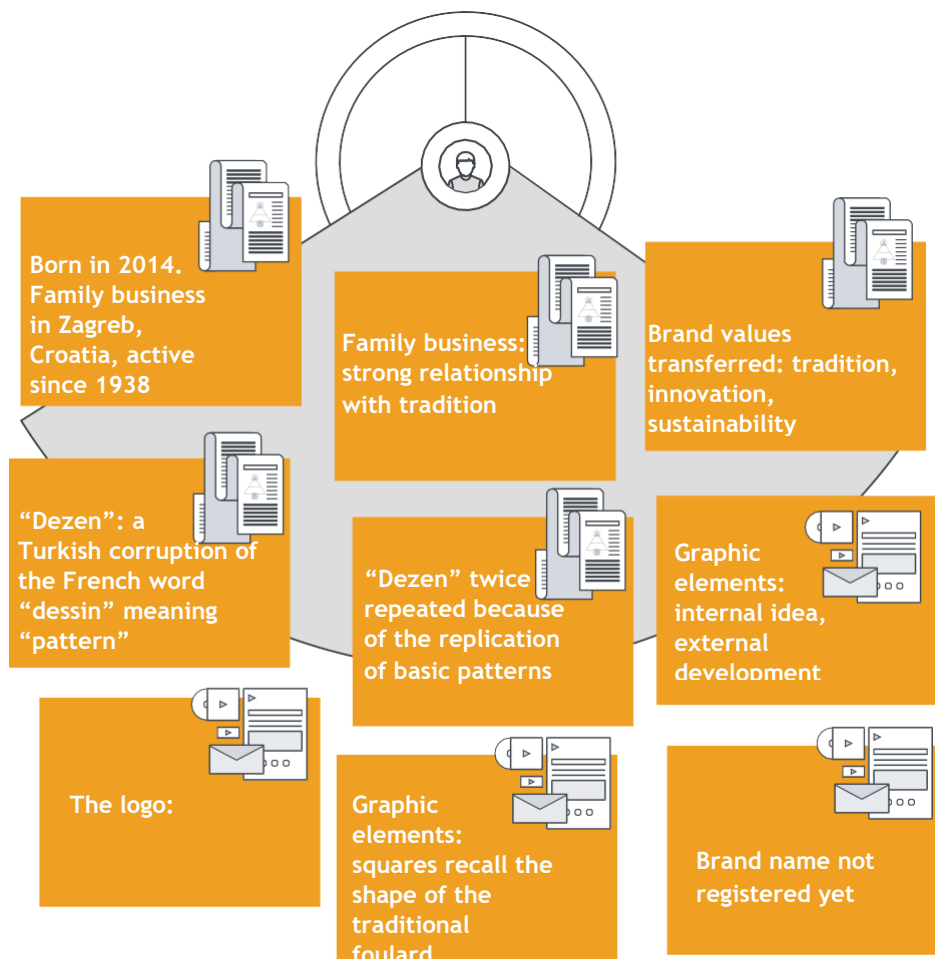 Born in 2014.
Family business
in Zagreb,
Croatia, active
since 1938
Family business:
strong relationship
with tradition
Brand values
transferred: tradition,
innovation,
sustainability
“Dezen”: a
Turkish corruption of
the French word
“dessin” meaning
“pattern”
“Dezen” twice
repeated because
of the replication
of basic patterns
Graphic
elements:
internal idea,
external
development
The logo:
Graphic
elements:
squares recall the
shape of the
traditional
foulard
Brand name not
registered yet